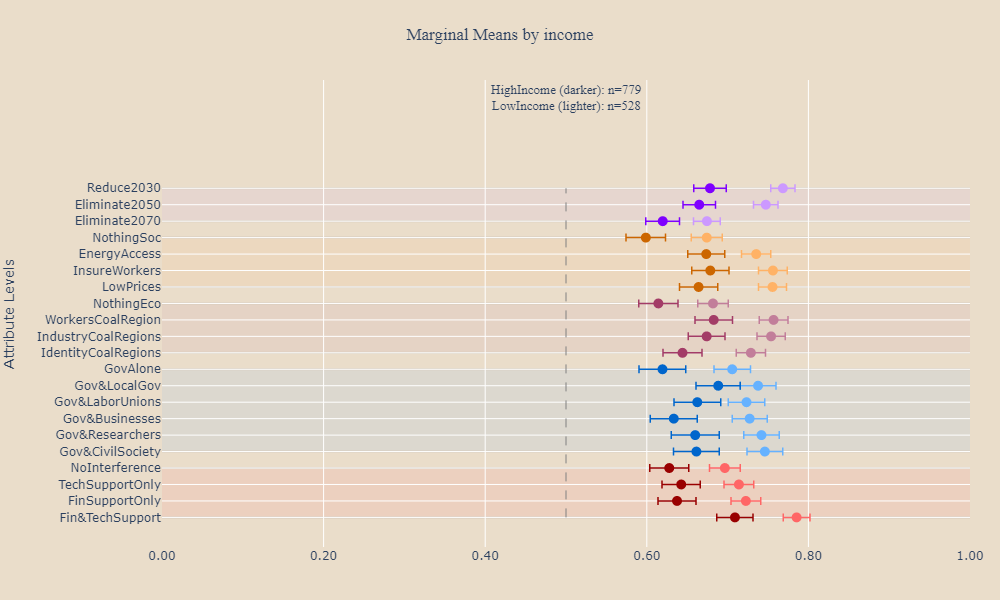 Marginal Means by income
HighIncome (darker): n=779
LowIncome (lighter): n=528
Attribute Levels
Reduce2030
Eliminate2050
Eliminate2070
NothingSoc
EnergyAccess
InsureWorkers
LowPrices
NothingEco
WorkersCoalRegion
IndustryCoalRegions
IdentityCoalRegions
GovAlone
Gov&LocalGov
Gov&LaborUnions
Gov&Businesses
Gov&Researchers
Gov&CivilSociety
NoInterference
TechSupportOnly
FinSupportOnly
Fin&TechSupport
0.00 0.20 0.40 0.60 0.80 1.00